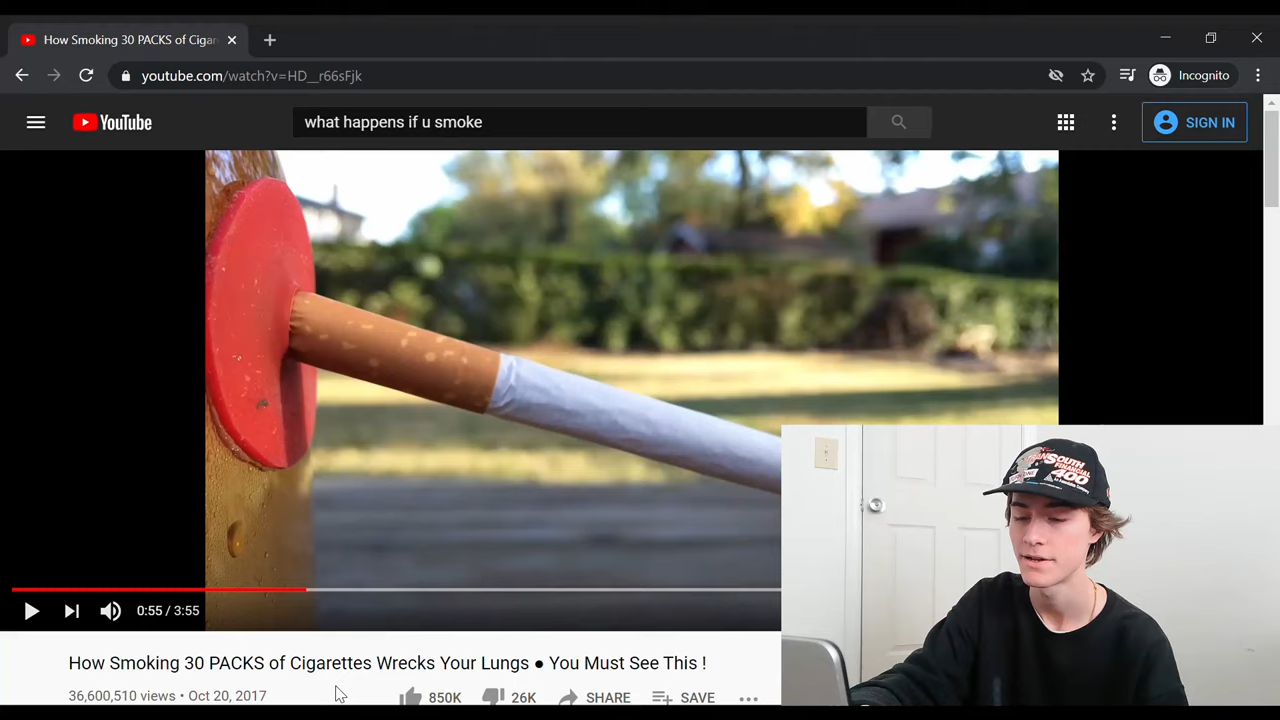 How Smoking 30 PACKS of Cigar
youtube.com/watch?v=HD__r66sFjk
Incognito
YouTube
what happens if u smoke
SIGN IN
SOUTH
FINANCIAL
400
0:55 / 3:55
How Smoking 30 PACKS of Cigarettes Wrecks Your Lungs ● You Must See This !
36,600,510 views • Oct 20, 2017
850K
26K
SHARE
SAVE